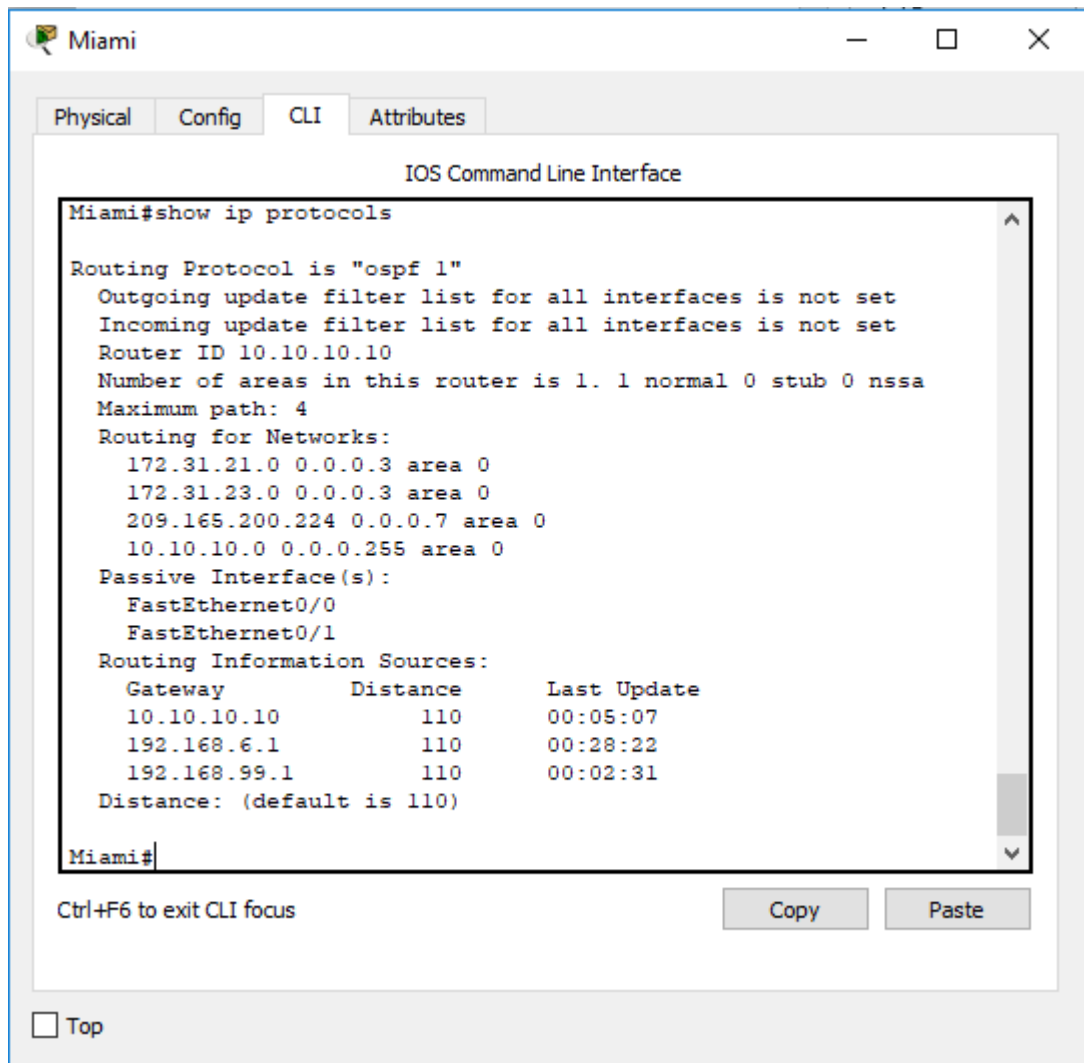 Miami
Physical Config CLI Attributes
IOS Command Line Interface
Miami#show ip protocols
Routing Protocol is "ospf 1"
Outgoing update filter list for all interfaces is not set
Incoming update filter list for all interfaces is not set
Router ID 10.10.10.10
Number of areas in this router is 1. 1 normal 0 stub 0 nssa
Maximum path: 4
Routing for Networks:
172.31.21.0 0.0.0.3 area 0
172.31.23.0 0.0.0.3 area 0
209.165.200.224 0.0.0.7 area 0
10.10.10.0 0.0.0.255 area 0
Passive Interface(s):
FastEthernet0/0
FastEthernet0/1
Routing Information Sources:
Gateway Distance Last Update
10.10.10.10 110 00:05:07
192.168.6.1 110 00:28:22
192.168.99.1 110 00:02:31
Distance: (default is 110)
Miami#
Ctrl+F6 to exit CLI focus Copy Paste
Top